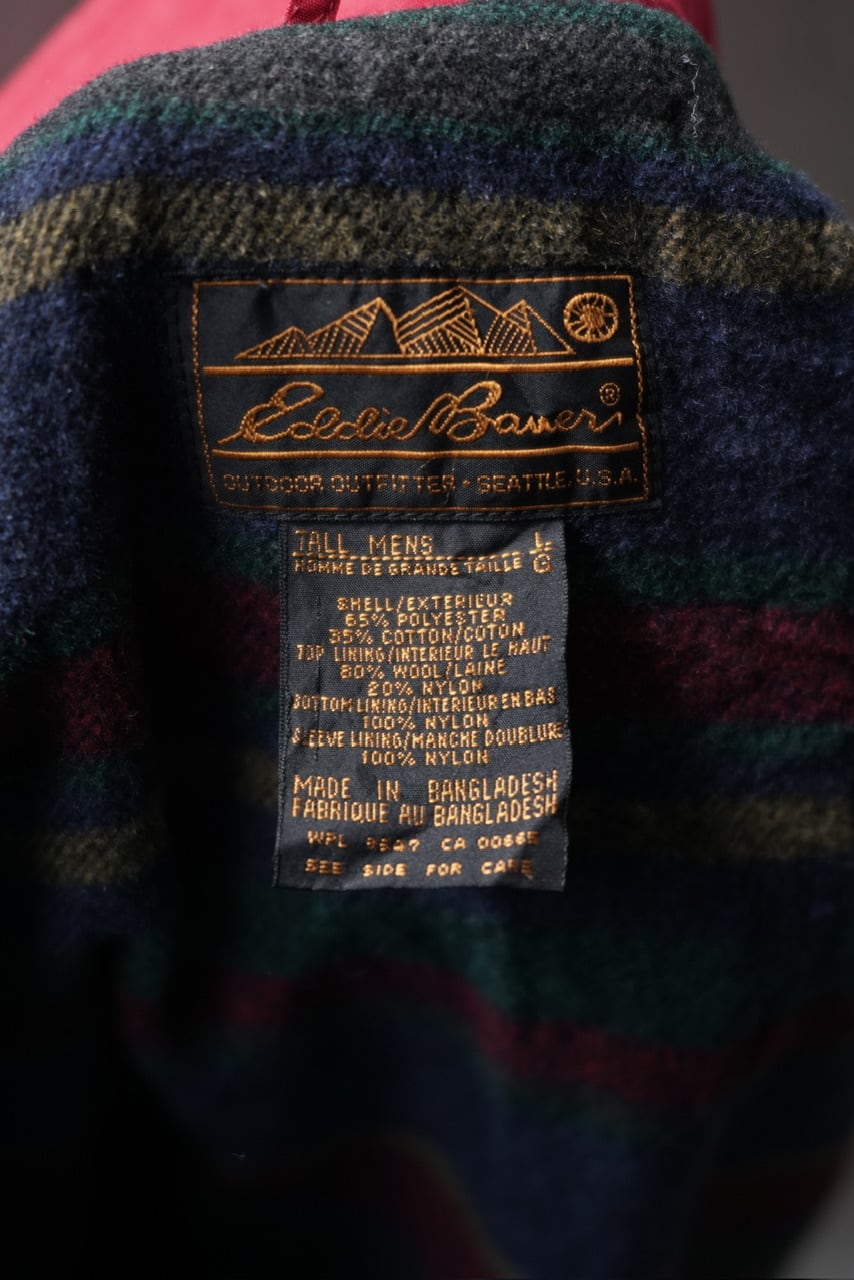 Eddie Bauer®
OUTDOOR OUTFITTER · SEATTLE, U.S.A.
TALL MENS L
HOMME DE GRANDE TAILLE G
SHELL/EXTERIEUR
65% POLYESTER
35% COTTON/COTON
TOP LINING/INTERIEUR LE HAUT
80% WOOL/LAINE
20% NYLON
BOTTOM LINING/INTERIEUR EN BAS
100% NYLON
SLEEVE LINING/MANCHE DOUBLURE
100% NYLON
MADE IN BANGLADESH
FABRIQUE AU BANGLADESH
WPL CA
SEE SIDE FOR CARE